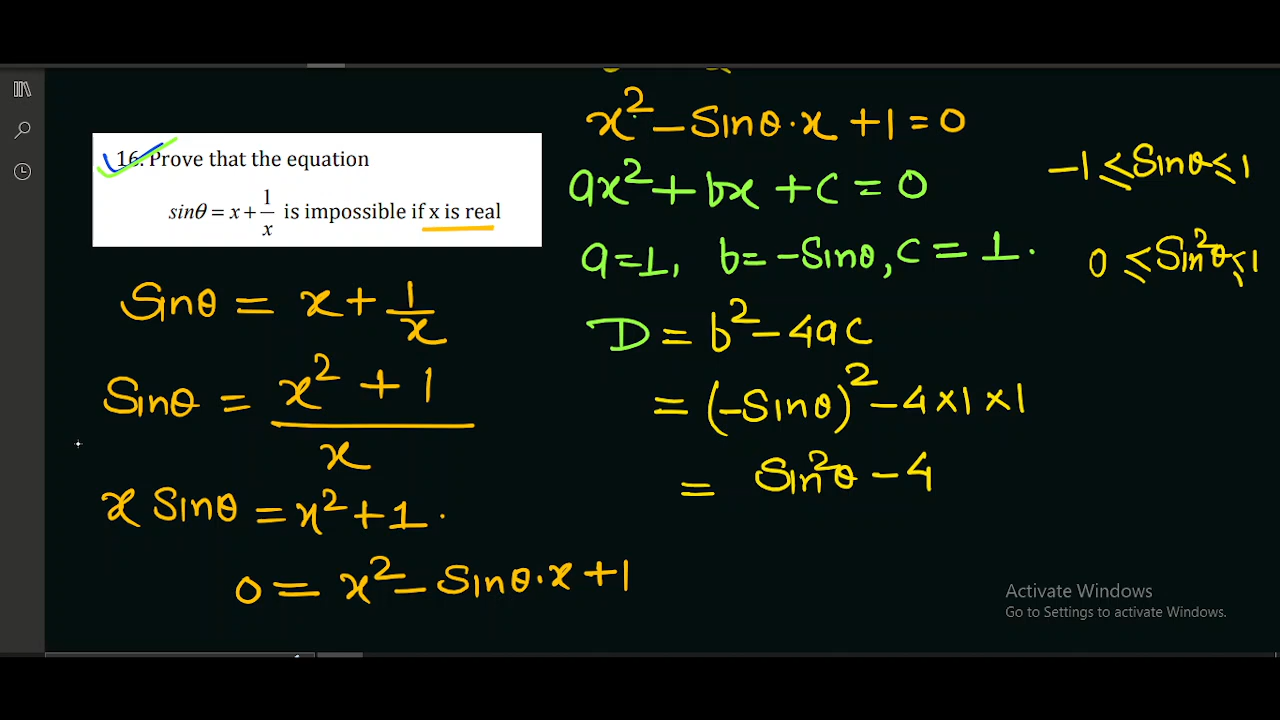 16. Prove that the equation
sinθ = x + 1/x is impossible if x is real
Sinθ = x + 1/x
Sinθ = (x² + 1)/x
x Sinθ = x² + 1.
0 = x² - Sinθ·x + 1
x² - Sinθ·x + 1 = 0
ax² + bx + c = 0
a=1, b= -Sinθ, c = 1.
D = b² - 4ac
= (-Sinθ)² - 4×1×1
= Sin²θ - 4
-1 ≤ Sinθ ≤ 1
0 ≤ Sin²θ ≤ 1
Activate Windows
Go to Settings to activate Windows.